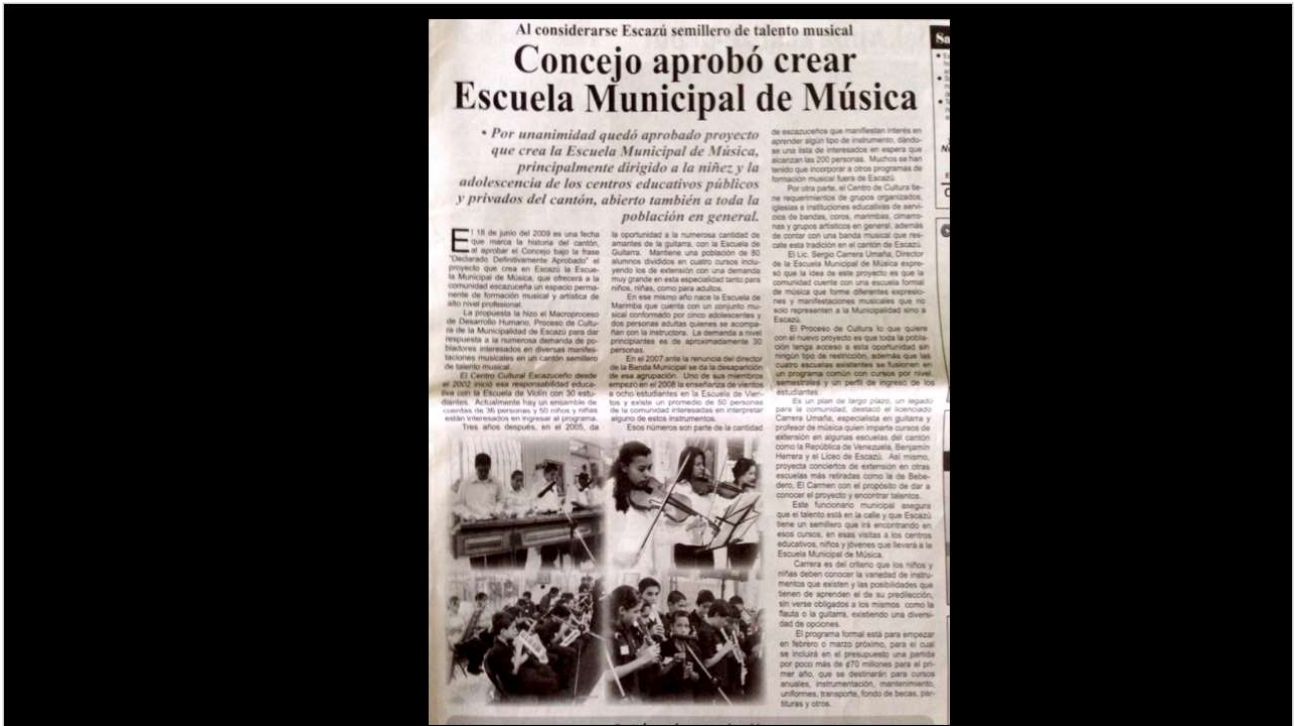 Al considerarse Escazú semillero de talento musical
Concejo aprobó crear
Escuela Municipal de Música
• Por unanimidad quedó aprobado proyecto
que crea la Escuela Municipal de Música,
principalmente dirigido a la niñez y la
adolescencia de los centros educativos públicos
y privados del cantón, abierto también a toda la
población en general.
El 18 de junio del 2009 es una fecha
que marca la historia del cantón,
al aprobar el Concejo bajo la frase
"Declarado Definitivamente Aprobado" el
proyecto que crea en Escazú la Escue-
la Municipal de Música, que ofrecerá a la
comunidad escazuceña un espacio perma-
nente de formación musical y artística de
alto nivel profesional.
La propuesta la hizo el Macroproceso
de Desarrollo Humano, Proceso de Cultu-
ra de la Municipalidad de Escazú para dar
respuesta a la numerosa demanda de po-
bladores interesados en diversas manifes-
taciones musicales en un cantón semillero
de talento musical.
El Centro Cultural Escazuceño desde
el 2002 inició esa responsabilidad educa-
tiva con la Escuela de Violín con 30 estu-
diantes. Actualmente hay un ensamble de
cuerdas de 36 personas y 50 niños y niñas
están interesados en ingresar al programa.
Tres años después, en el 2005, da
la oportunidad a la numerosa cantidad de
amantes de la guitarra, con la Escuela de
Guitarra. Mantiene una población de 80
alumnos divididos en cuatro cursos inclu-
yendo los de extensión con una demanda
muy grande en esta especialidad tanto para
niños, niñas, como para adultos.
En ese mismo año nace la Escuela de
Marimba que cuenta con un conjunto mu-
sical conformado por cinco adolescentes y
dos personas adultas quienes se acompa-
ñan con la instructora. La demanda a nivel
principiantes es de aproximadamente 30
personas.
En el 2007 ante la renuncia del director
de la Banda Municipal se da la desaparición
de esa agrupación. Uno de sus miembros
empezó en el 2008 la enseñanza de vientos
a ocho estudiantes en la Escuela de Vien-
tos y existe un promedio de 50 personas
de la comunidad interesadas en interpretar
alguno de estos instrumentos.
Esos números son parte de la cantidad
de escazuceños que manifiestan interés en
aprender algún tipo de instrumento, dándo-
se una lista de interesados en espera que
alcanzan las 200 personas. Muchos se han
tenido que incorporar a otros programas de
formación musical fuera de Escazú.
Por otra parte, el Centro de Cultura tie-
ne requerimientos de grupos organizados,
iglesias e instituciones educativas de servi-
cios de bandas, coros, marimbas, cimarro-
nas y grupos artísticos en general, además
de contar con una banda musical que res-
cate esta tradición en el cantón de Escazú.
El Lic. Sergio Carrera Umaña, Director
de la Escuela Municipal de Música expre-
só que la idea de este proyecto es que la
comunidad cuente con una escuela formal
de música que forme diferentes expresio-
nes y manifestaciones musicales que no
solo representen a la Municipalidad sino a
Escazú.
El Proceso de Cultura lo que quiere
con el nuevo proyecto es que toda la pobla-
ción tenga acceso a esta oportunidad sin
ningún tipo de restricción, además que las
cuatro escuelas existentes se fusionen en
un programa común con cursos por nivel,
semestrales y un perfil de ingreso de los
estudiantes.
Es un plan de largo plazo, un legado
para la comunidad, destacó el licenciado
Carrera Umaña, especialista en guitarra y
profesor de música quien imparte cursos de
extensión en algunas escuelas del cantón
como la República de Venezuela, Benjamín
Herrera y el Liceo de Escazú. Así mismo,
proyecta conciertos de extensión en otras
escuelas más retiradas como la de Bebe-
dero, El Carmen con el propósito de dar a
conocer el proyecto y encontrar talentos.
Este funcionario municipal asegura
que el talento está en la calle y que Escazú
tiene un semillero que irá encontrando en
esos cursos, en esas visitas a los centros
educativos, niños y jóvenes que llevará a la
Escuela Municipal de Música.
Carrera es del criterio que los niños y
niñas deben conocer la variedad de instru-
mentos que existen y las posibilidades que
tienen de aprenden el de su predilección,
sin verse obligados a los mismos como la
flauta o la guitarra, existiendo una diversi-
dad de opciones.
El programa formal está para empezar
en febrero o marzo próximo, para el cual
se incluirá en el presupuesto una partida
por poco más de ¢70 millones para el pri-
mer año, que se destinarán para cursos
anuales, instrumentación, mantenimiento,
uniformes, transporte, fondo de becas, par-
tituras y otros.